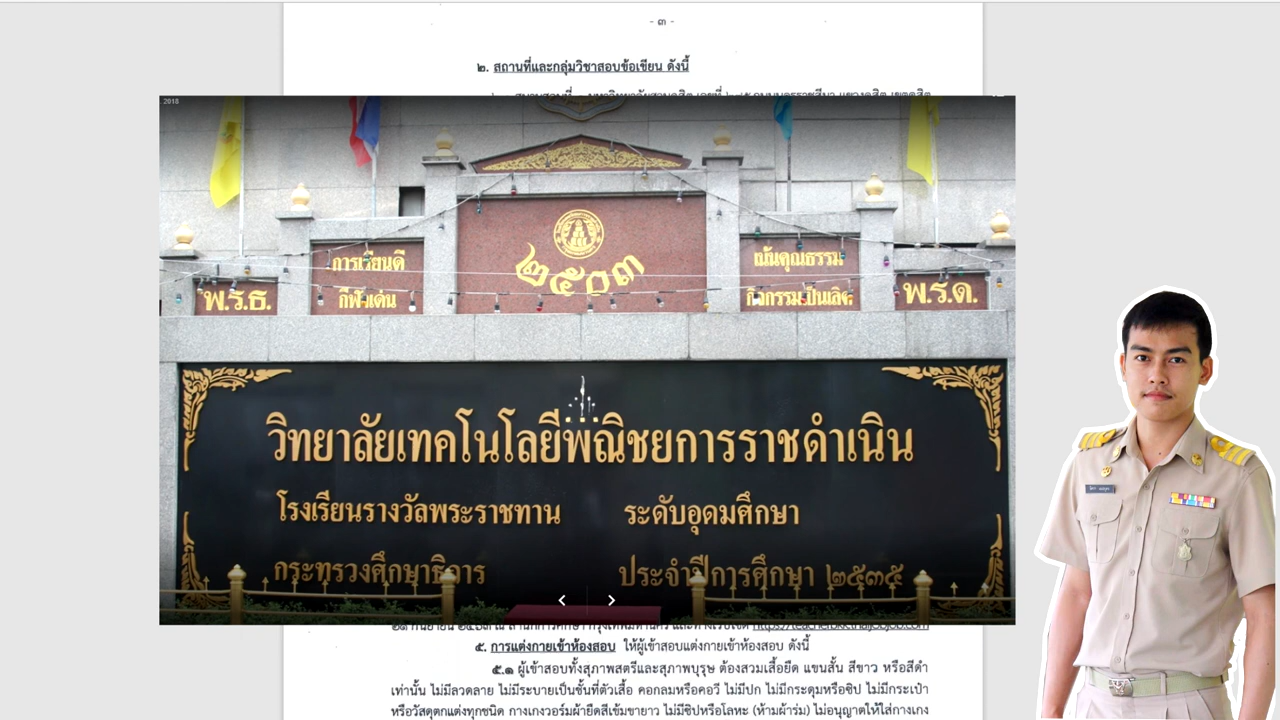 - ๓ -
๒. สถานที่และกลุ่มวิชาสอบข้อเขียน ดังนี้
2018
การเรียนดี
กีฬาเด่น
พ.ร.ธ.
๒๕๐๓
เน้นคุณธรรม
กิจกรรมเป็นเลิศ
พ.ร.ด.
วิทยาลัยเทคโนโลยีพณิชยการราชดำเนิน
โรงเรียนรางวัลพระราชทาน ระดับอุดมศึกษา
กระทรวงศึกษาธิการ ประจำปีการศึกษา ๒๕๓๕
๕. การแต่งกายเข้าห้องสอบ ให้ผู้เข้าสอบแต่งกายเข้าห้องสอบ ดังนี้
๕.๑ ผู้เข้าสอบทั้งสุภาพสตรีและสุภาพบุรุษ ต้องสวมเสื้อยืด แขนสั้น สีขาว หรือสีดำ
เท่านั้น ไม่มีลวดลาย ไม่มีระบายเป็นชั้นที่ตัวเสื้อ คอกลมหรือคอวี ไม่มีปก ไม่มีกระดุมหรือซิป ไม่มีกระเป๋า
หรือวัสดุตกแต่งทุกชนิด กางเกงวอร์มผ้ายืดสีเข้มขายาว ไม่มีซิปหรือโลหะ (ห้ามผ้าร่ม) ไม่อนุญาตให้ใส่กางเกง